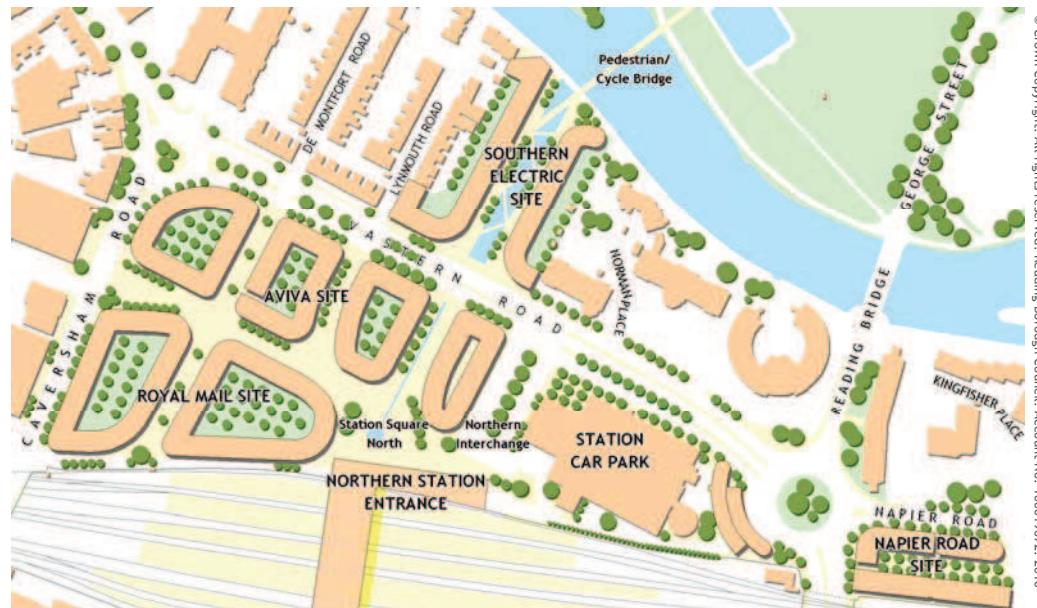 Pedestrian/
Cycle Bridge
DE MONTFORT ROAD
LYNMOUTH ROAD
GEORGE STREET
SOUTHERN
ELECTRIC
SITE
CAVERSHAM ROAD
VASTERN ROAD
NORMAN PLACE
READING BRIDGE
AVIVA SITE
KINGFISHER PLACE
ROYAL MAIL SITE
Station Square
North
Northern
Interchange
STATION
CAR PARK
NORTHERN STATION
ENTRANCE
NAPIER ROAD
NAPIER ROAD
SITE